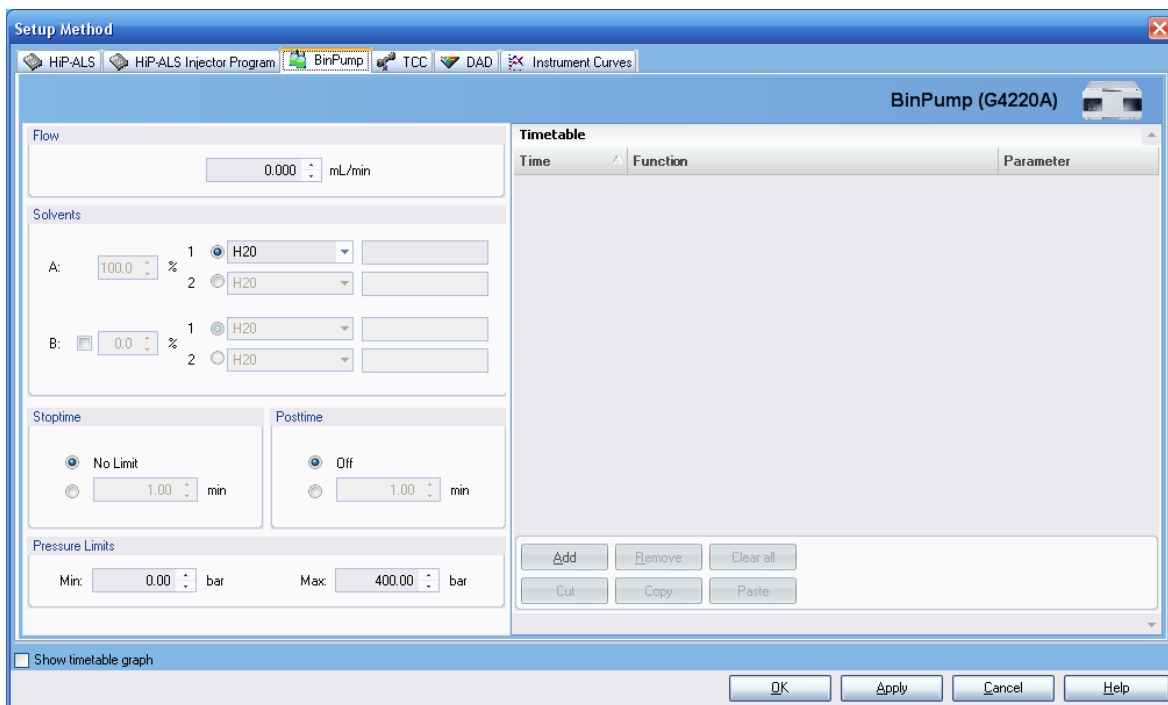 Setup Method
HiP-ALS HiP-ALS Injector Program BinPump TCC DAD Instrument Curves
BinPump (G4220A)
Flow
0.000 mL/min
Solvents
A: 100.0 %
1 H20
2 H20
B: 0.0 %
1 H20
2 H20
Stoptime
No Limit
1.00 min
Posttime
Off
1.00 min
Pressure Limits
Min: 0.00 bar Max: 400.00 bar
Timetable
Time Function Parameter
Add Remove Clear all
Cut Copy Paste
Show timetable graph
OK Apply Cancel Help